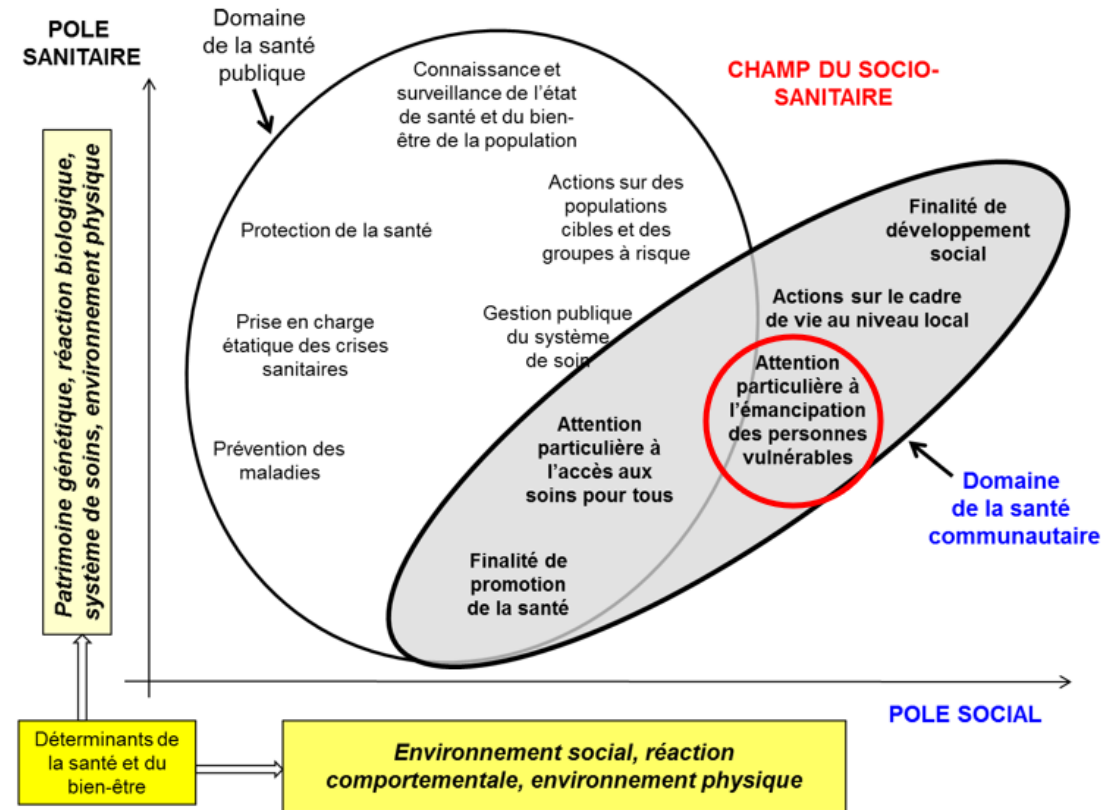 POLE
SANITAIRE
Domaine
de la santé
publique
Connaissance et
surveillance de l'état
de santé et du bien-
être de la population
CHAMP DU SOCIO-
SANITAIRE
Patrimoine génétique, réaction biologique,
système de soins, environnement physique
Protection de la santé
Actions sur des
populations
cibles et des
groupes à risque
Finalité de
développement
social
Prise en charge
étatique des crises
sanitaires
Gestion publique
du système
de soin
Actions sur le cadre
de vie au niveau local
Attention
particulière à
l'émancipation
des personnes
vulnérables
Prévention des
maladies
Attention
particulière à
l'accès aux
soins pour tous
Domaine
de la santé
communautaire
Finalité de
promotion
de la santé
POLE SOCIAL
Déterminants de
la santé et du
bien-être
Environnement social, réaction
comportementale, environnement physique